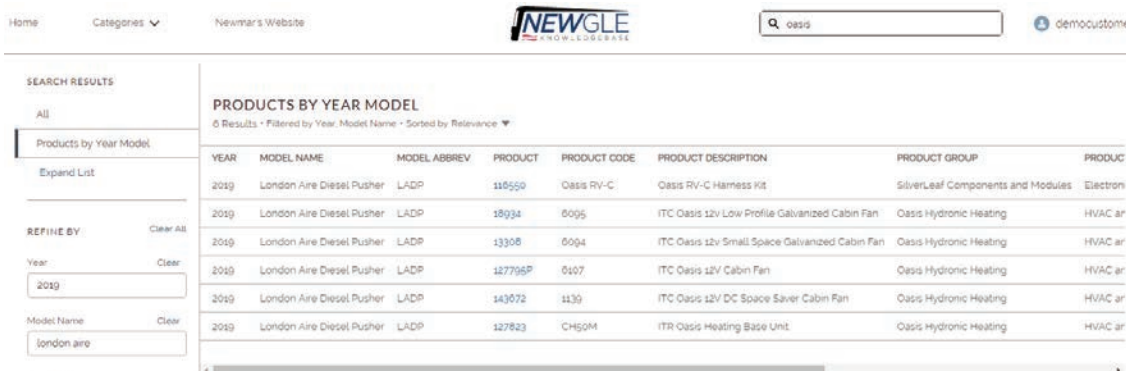 Home Categories Newmar's Website NEWGLE oasis democustome
KNOWLEDGEBASE
SEARCH RESULTS
All
Products by Year Model
Expand List
REFINE BY Clear All
Year Clear
2019
Model Name Clear
london aire
PRODUCTS BY YEAR MODEL
6 Results • Filtered by Year, Model Name • Sorted by Relevance
YEAR MODEL NAME MODEL ABBREV PRODUCT PRODUCT CODE PRODUCT DESCRIPTION PRODUCT GROUP PRODUC
2019 London Aire Diesel Pusher LADP 116550 Oasis RV-C Oasis RV-C Harness Kit SilverLeaf Components and Modules Electron
2019 London Aire Diesel Pusher LADP 18934 6095 ITC Oasis 12v Low Profile Galvanized Cabin Fan Oasis Hydronic Heating HVAC ar
2019 London Aire Diesel Pusher LADP 13308 6094 ITC Oasis 12v Small Space Galvanized Cabin Fan Oasis Hydronic Heating HVAC ar
2019 London Aire Diesel Pusher LADP 127795P 6107 ITC Oasis 12V Cabin Fan Oasis Hydronic Heating HVAC ar
2019 London Aire Diesel Pusher LADP 143672 1139 ITC Oasis 12V DC Space Saver Cabin Fan Oasis Hydronic Heating HVAC ar
2019 London Aire Diesel Pusher LADP 127823 CH50M ITR Oasis Heating Base Unit Oasis Hydronic Heating HVAC ar